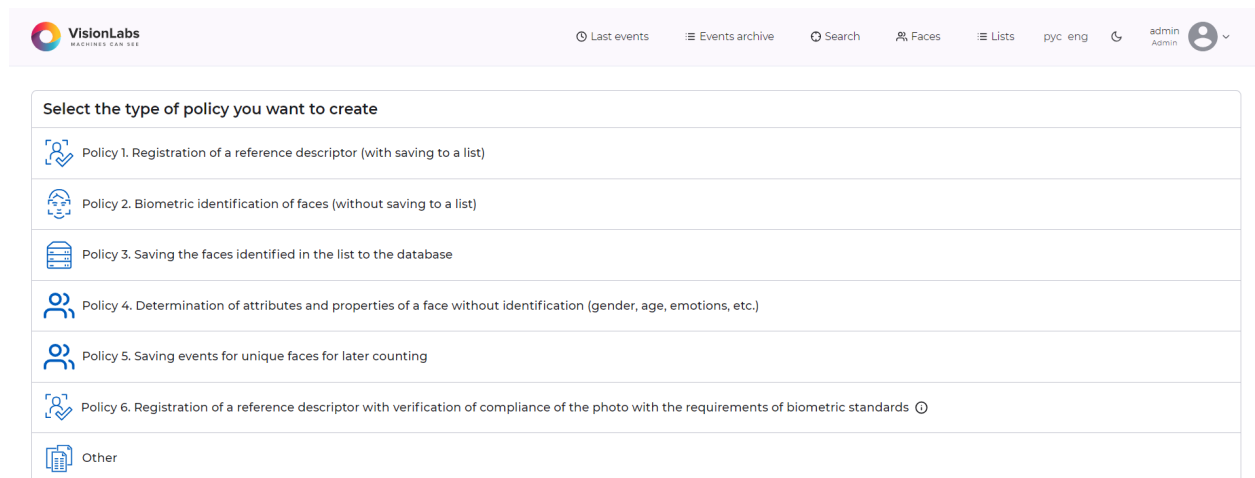 VisionLabs
MACHINES CAN SEE
Last events Events archive Search Faces Lists рус eng admin
Admin
Select the type of policy you want to create
Policy 1. Registration of a reference descriptor (with saving to a list)
Policy 2. Biometric identification of faces (without saving to a list)
Policy 3. Saving the faces identified in the list to the database
Policy 4. Determination of attributes and properties of a face without identification (gender, age, emotions, etc.)
Policy 5. Saving events for unique faces for later counting
Policy 6. Registration of a reference descriptor with verification of compliance of the photo with the requirements of biometric standards
Other